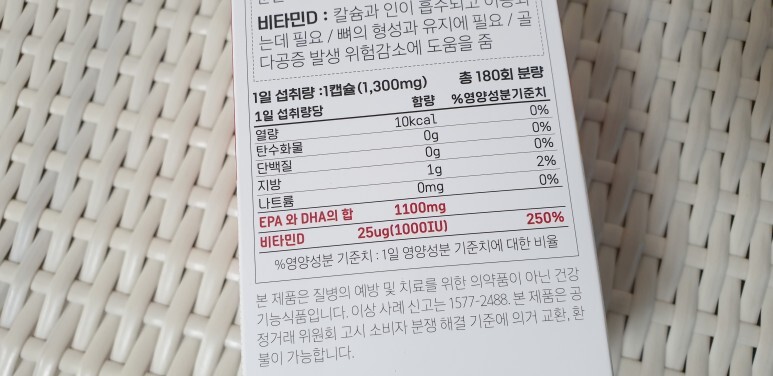 비타민D : 칼슘과 인이 흡수되고
는데 필요 / 뼈의 형성과 유지에 필요 / 골
다공증 발생 위험감소에 도움을 줌
1일 섭취량 :1캡슐(1,300mg) 총 180회 분량
1일 섭취량당 함량 %영양성분기준치
열량 10kcal 0%
탄수화물 0g 0%
단백질 0g 0%
지방 1g 2%
나트륨 0mg 0%
EPA 와 DHA의 합 1100mg
비타민D 25ug(1000IU) 250%
%영양성분 기준치 : 1일 영양성분 기준치에 대한 비율
본 제품은 질병의 예방 및 치료를 위한 의약품이 아닌 건강
기능식품입니다. 이상 사례 신고는 1577-2488. 본 제품은 공
정거래 위원회 고시 소비자 분쟁 해결 기준에 의거 교환, 환
불이 가능합니다.